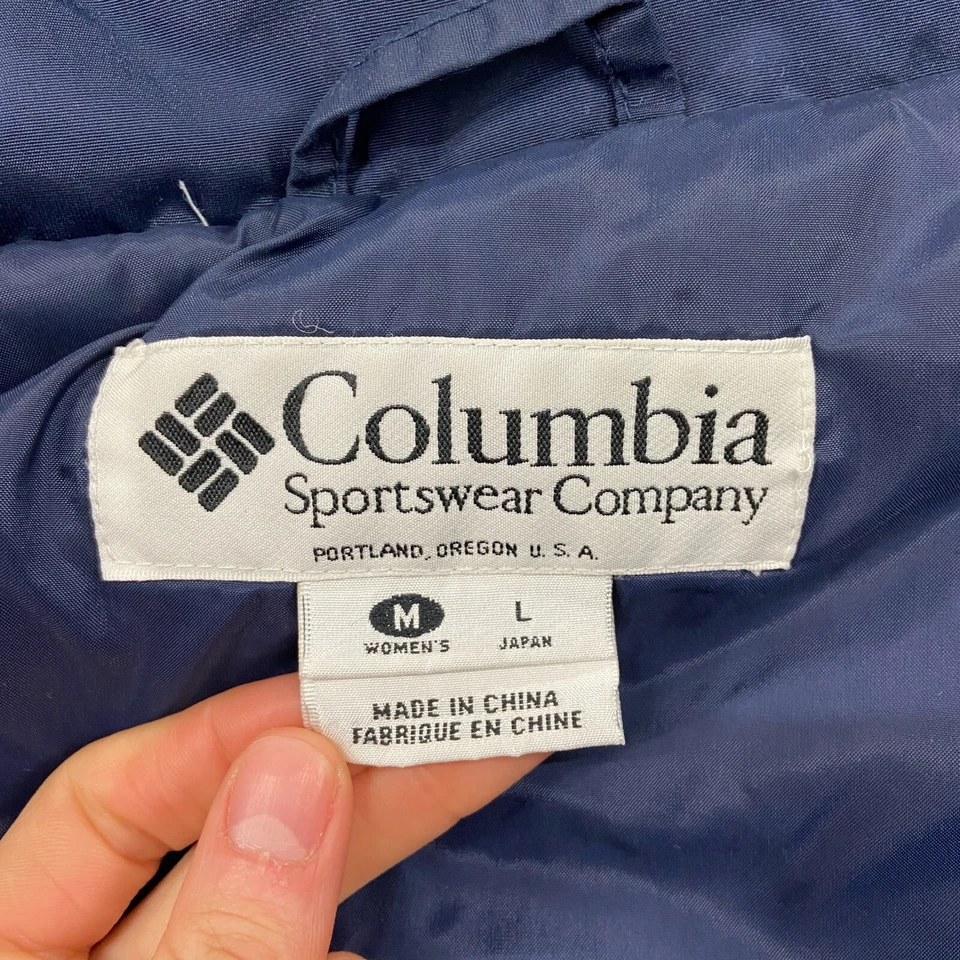 Columbia
Sportswear Company
PORTLAND, OREGON U.S.A.
M L
WOMEN'S JAPAN
MADE IN CHINA
FABRIQUE EN CHINE